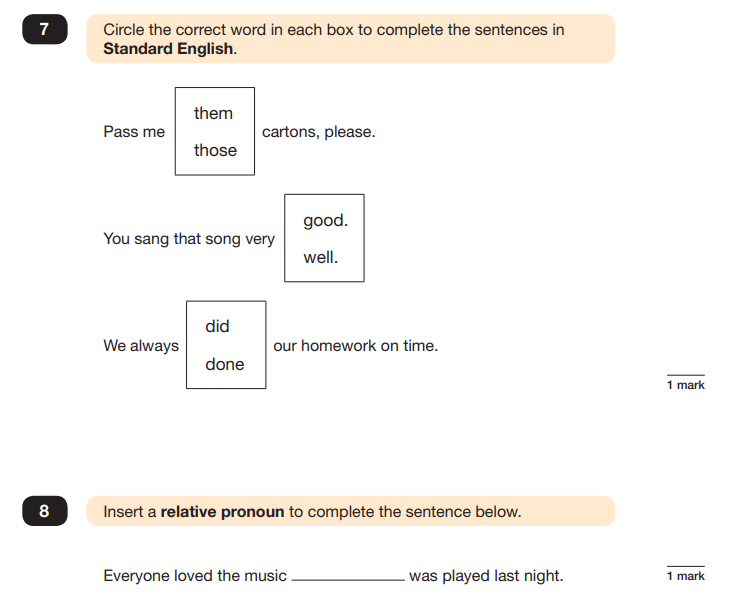 7
Circle the correct word in each box to complete the sentences in
Standard English.
them
Pass me cartons, please.
those
good.
You sang that song very
well.
did
We always our homework on time.
done
1 mark
8
Insert a relative pronoun to complete the sentence below.
Everyone loved the music ____________ was played last night.
1 mark